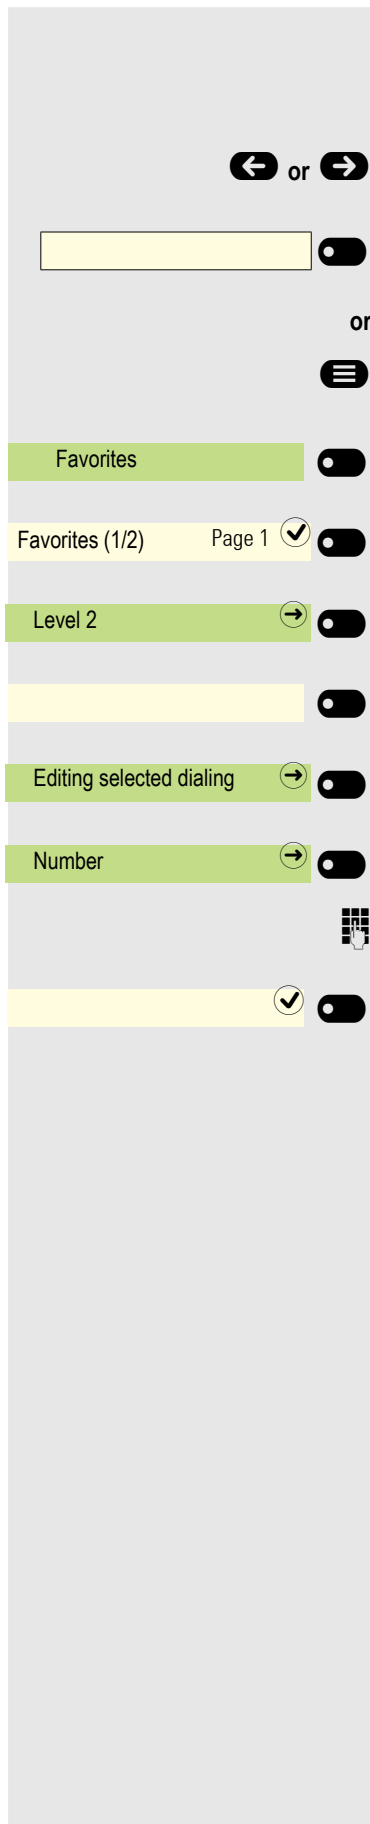 or
or
Favorites
Favorites (1/2) Page 1
Level 2
Editing selected dialing
Number